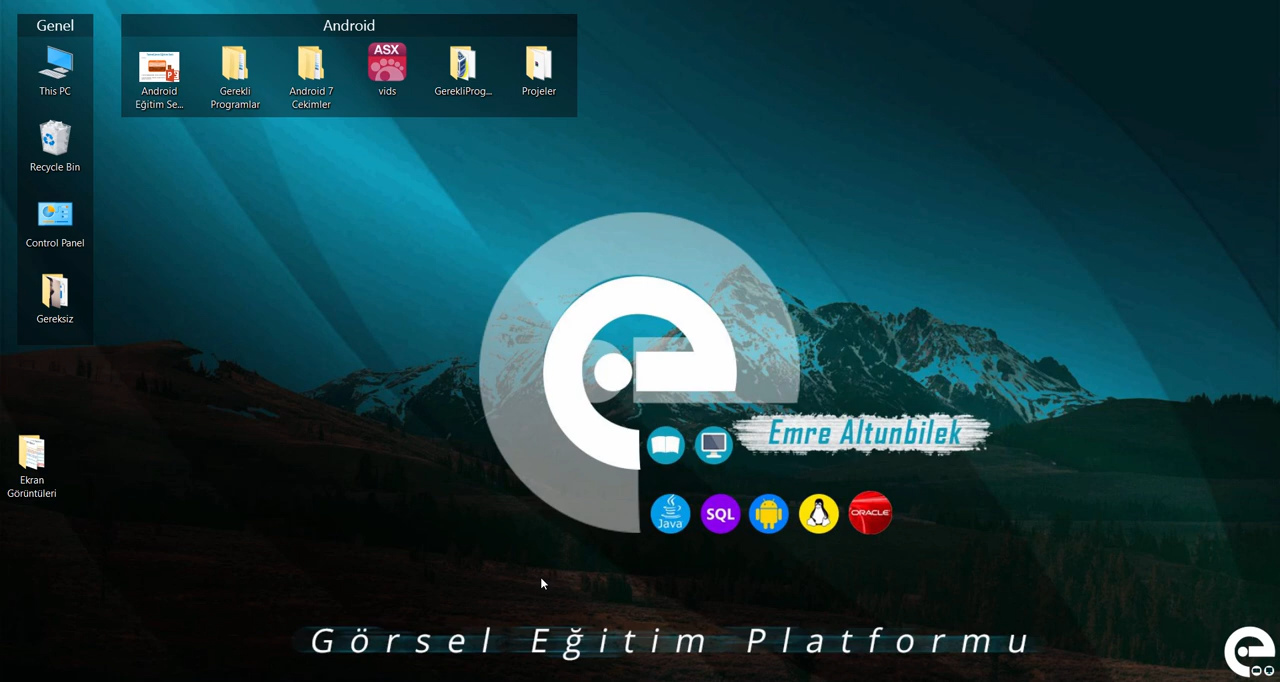 Genel
This PC
Recycle Bin
Control Panel
Gereksiz
Android
Android
Eğitim Se...
Gerekli
Programlar
Android 7
Cekimler
ASX
vids
GerekliProg...
Projeler
Ekran
Görüntüleri
Emre Altunbilek
Java
SQL
ORACLE
Görsel Eğitim Platformu